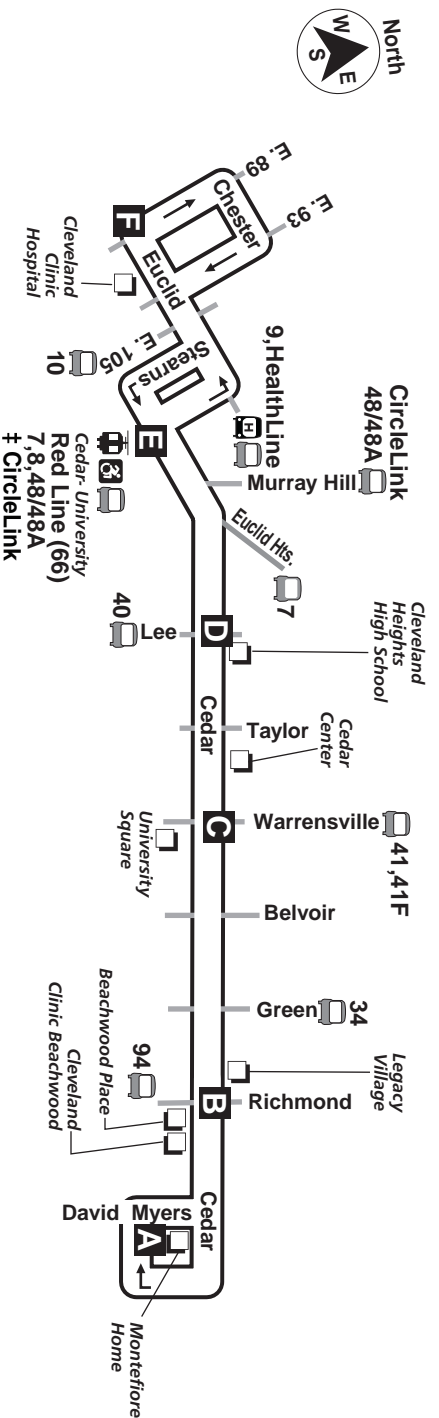 North
W
E
S
E. 89
E. 93
Chester
F
Euclid
Cleveland
Clinic
Hospital
E. 105
10
Stearns
9,HealthLine
H
E
Cedar- University
Red Line (66)
7,8,48/48A
‡ CircleLink
CircleLink
48/48A
Murray Hill
Euclid Hts.
7
Cleveland
Heights
High School
D
Lee
40
Cedar
Taylor
Cedar
Center
Warrensville
41,41F
C
University
Square
Belvoir
Green
34
Legacy
Village
Richmond
B
94
Beachwood Place
Cleveland
Clinic Beachwood
Cedar
David Myers
A
Montefiore
Home